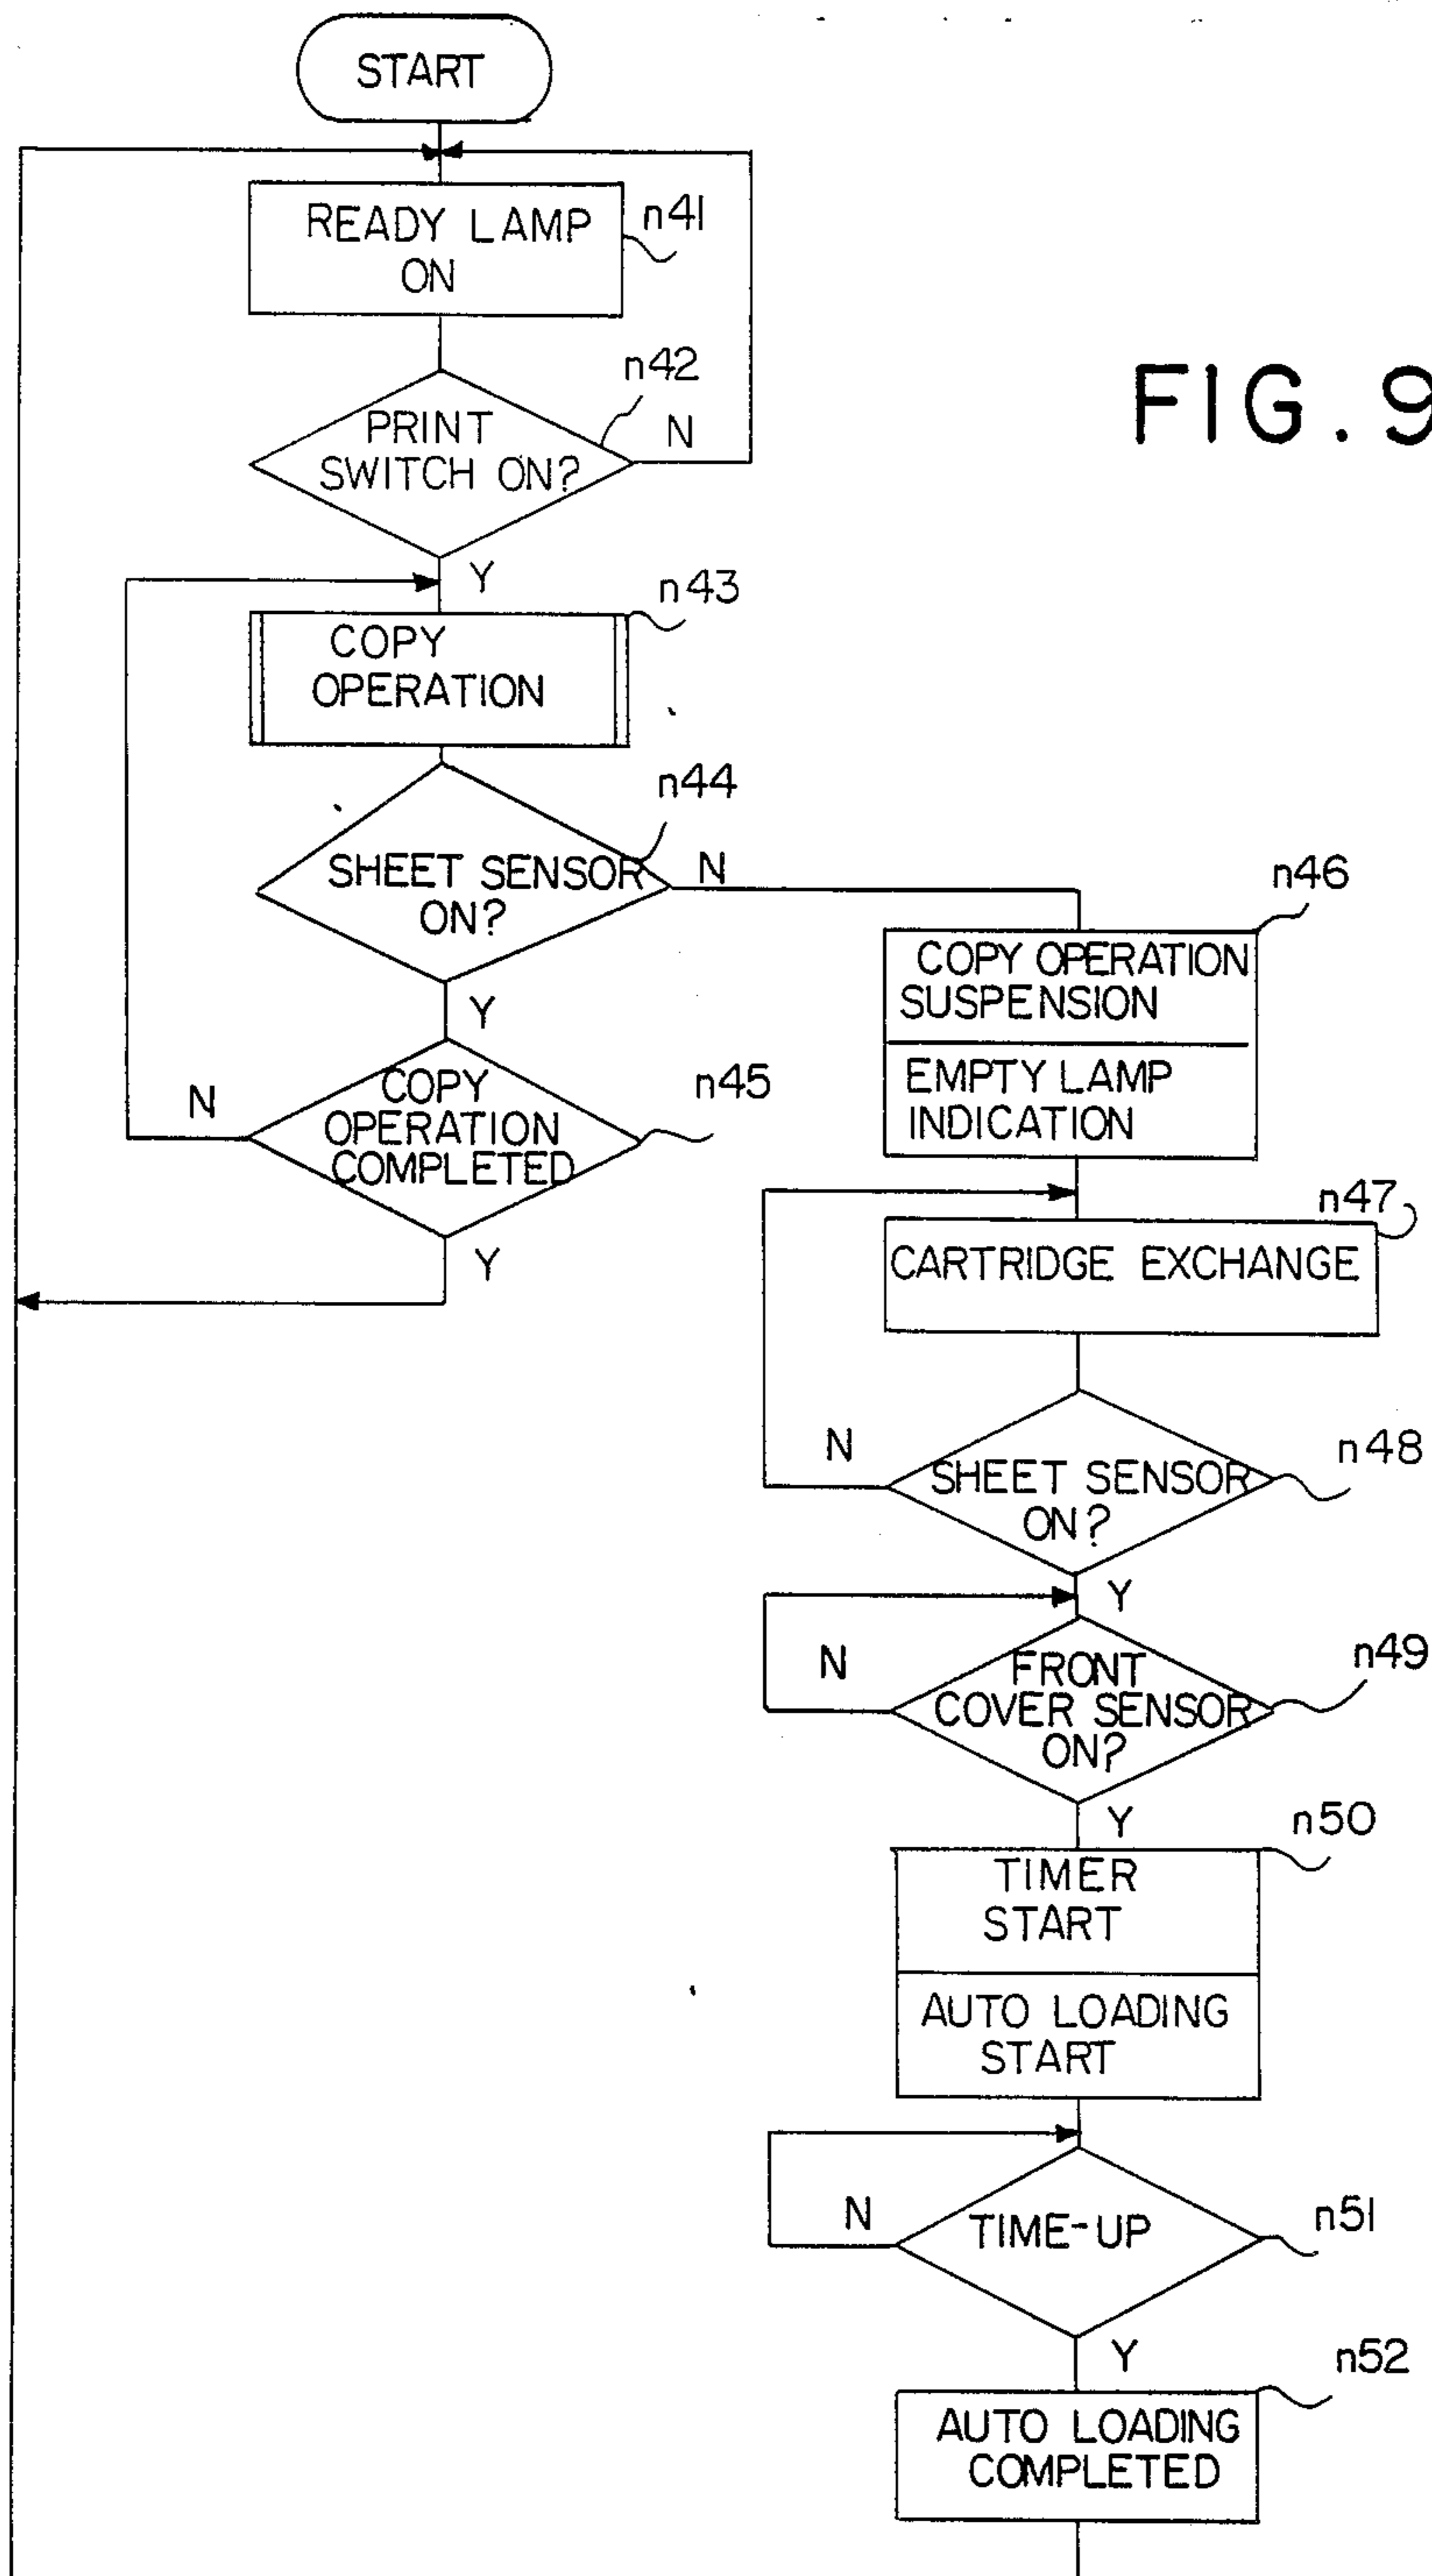 START
READY LAMP
ON
n41
FIG. 9
n42
PRINT
SWITCH ON?
N
Y
n43
COPY
OPERATION
n44
SHEET SENSOR
ON?
N
Y
n46
COPY OPERATION
SUSPENSION
EMPTY LAMP
INDICATION
n45
COPY
OPERATION
COMPLETED
N
Y
n47
CARTRIDGE EXCHANGE
n48
SHEET SENSOR
ON?
N
Y
n49
FRONT
COVER SENSOR
ON?
N
Y
n50
TIMER
START
AUTO LOADING
START
n51
TIME-UP
N
Y
n52
AUTO LOADING
COMPLETED